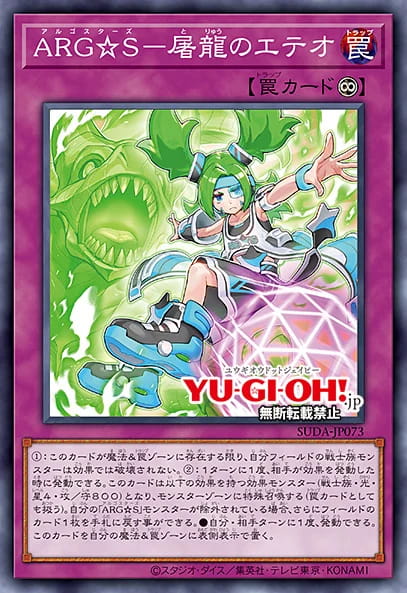 アルゴスターズ とりゅう
ARG☆S－屠龍のエテオ
トラップ
罠
トラップ
【罠カード】
ユウギオウドットジェイピー
YU-GI-OH!.jp
無断転載禁止
SUDA-JP073
①：このカードが魔法&罠ゾーンに存在する限り、自分フィールドの戦士族モン
スターは効果では破壊されない。②：1ターンに1度、相手が効果を発動した
時に発動できる。このカードは以下の効果を持つ効果モンスター（戦士族・光・
星4・攻／守800）となり、モンスターゾーンに特殊召喚する（罠カードとして
も扱う）。自分の「ARG☆S」モンスターが除外されている場合、さらにフィールドの
カード1枚を手札に戻す事ができる。●自分・相手ターンに1度、発動できる。
このカードを自分の魔法&罠ゾーンに表側表示で置く。
©スタジオ・ダイス／集英社・テレビ東京・KONAMI